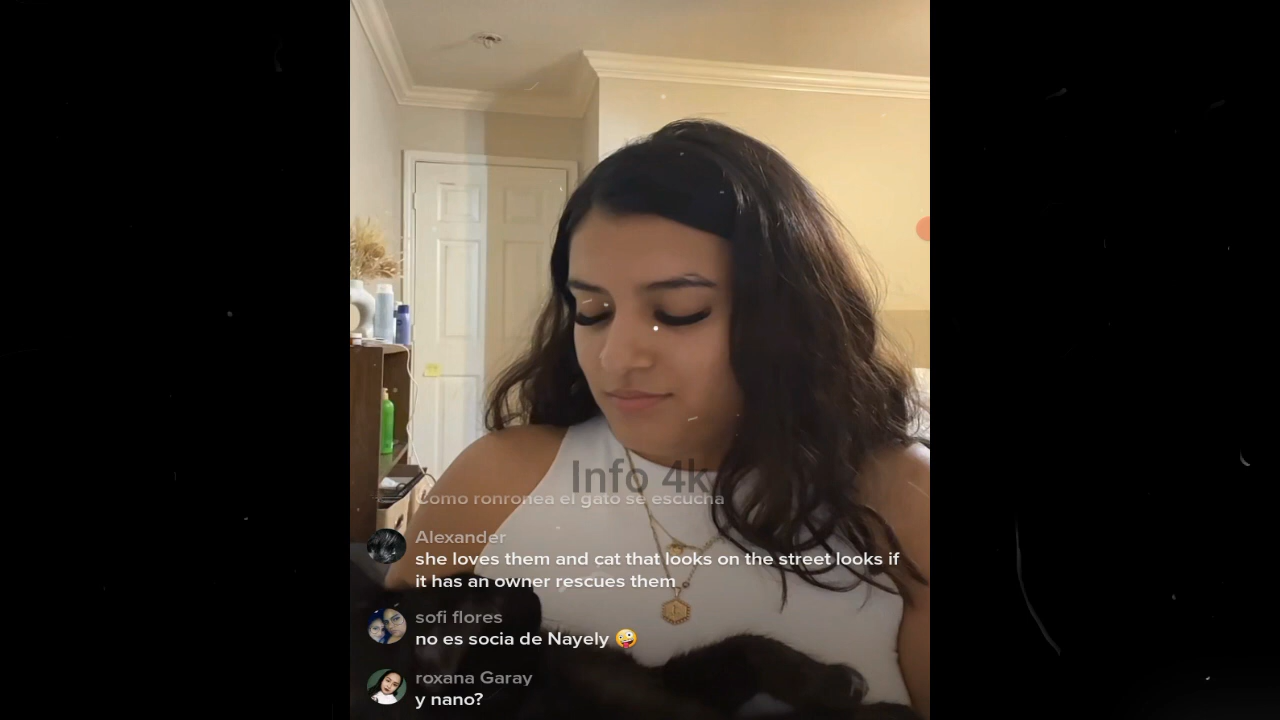 Info 4k
Como ronronea el gato se escucha
Alexander
she loves them and cat that looks on the street looks if
it has an owner rescues them
sofi flores
no es socia de Nayely 🤪
roxana Garay
y nano?